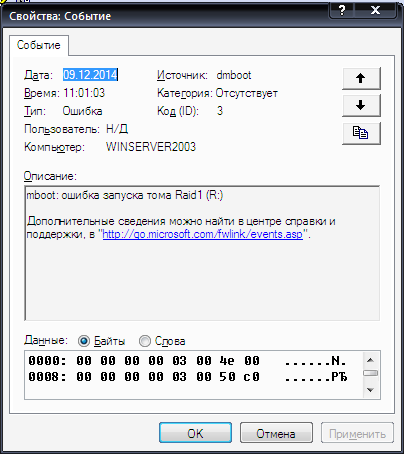 Свойства: Событие
Событие
Дата: 09.12.2014 Источник: dmboot
Время: 11:01:03 Категория: Отсутствует
Тип: Ошибка Код (ID): 3
Пользователь: Н/Д
Компьютер: WINSERVER2003
Описание:
mboot: ошибка запуска тома Raid1 (R:)
Дополнительные сведения можно найти в центре справки и
поддержки, в "http://go.microsoft.com/fwlink/events.asp".
Данные: Байты Слова
0000: 00 00 00 00 03 00 4e 00 ......N.
0008: 00 00 00 00 03 00 50 c0 ......PЂ
OK Отмена Применить